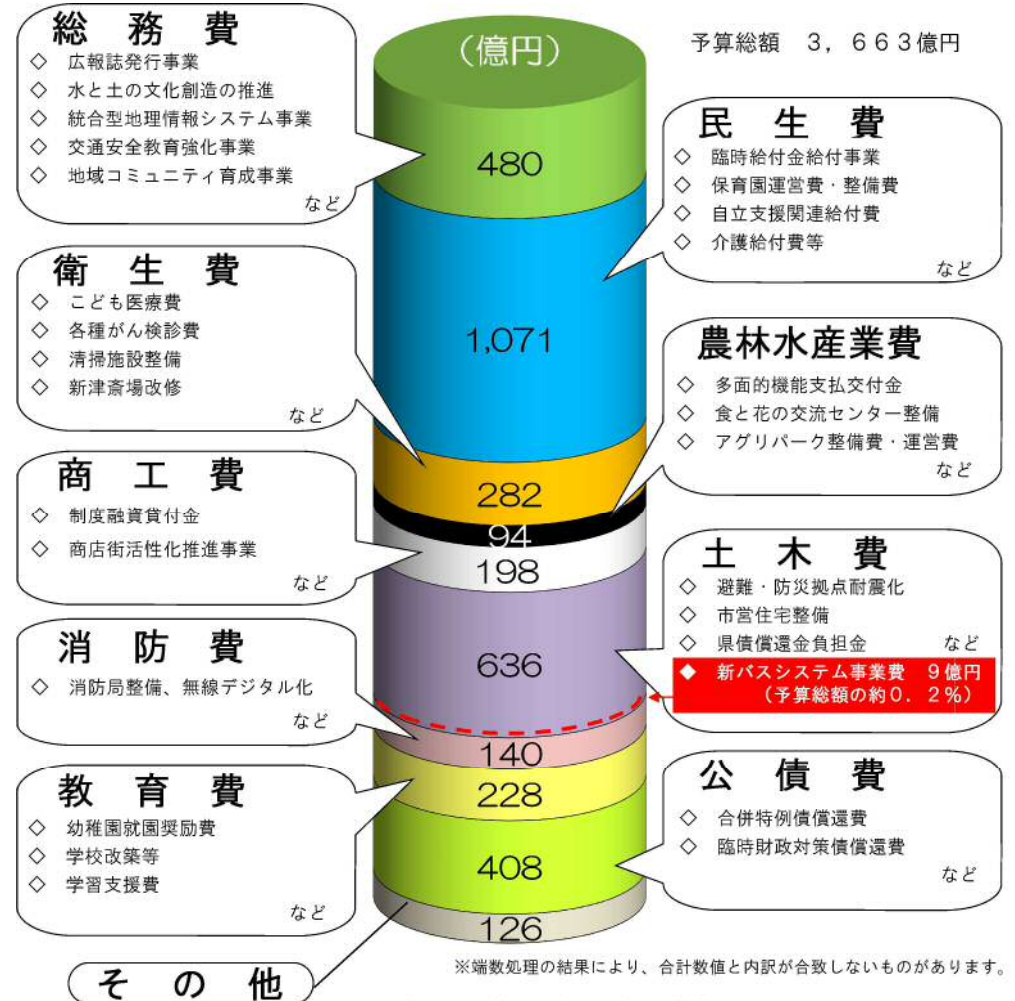 (億円)
予算総額 3,663億円
総務費
◇ 広報誌発行事業
◇ 水と土の文化創造の推進
◇ 統合型地理情報システム事業
◇ 交通安全教育強化事業
◇ 地域コミュニティ育成事業
など
480
民生費
◇ 臨時給付金給付事業
◇ 保育園運営費・整備費
◇ 自立支援関連給付費
◇ 介護給付費等
など
1,071
衛生費
◇ こども医療費
◇ 各種がん検診費
◇ 清掃施設整備
◇ 新津斎場改修
など
282
農林水産業費
◇ 多面的機能支払交付金
◇ 食と花の交流センター整備
◇ アグリパーク整備費・運営費
など
94
商工費
◇ 制度融資貸付金
◇ 商店街活性化推進事業
など
198
土木費
◇ 避難・防災拠点耐震化
◇ 市営住宅整備
◇ 県債償還金負担金 など
◆ 新バスシステム事業費 9億円
(予算総額の約0.2%)
636
消防費
◇ 消防局整備、無線デジタル化
など
140
教育費
◇ 幼稚園就園奨励費
◇ 学校改築等
◇ 学習支援費
など
228
公債費
◇ 合併特例債償還費
◇ 臨時財政対策債償還費
など
408
126
その他
※端数処理の結果により、合計数値と内訳が合致しないものがあります。